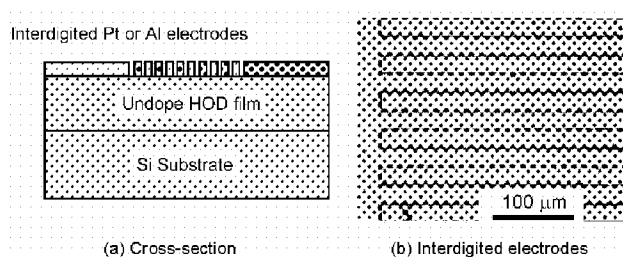 Interdigited Pt or Al electrodes
Undope HOD film
Si Substrate
100 μm
(a) Cross-section
(b) Interdigited electrodes